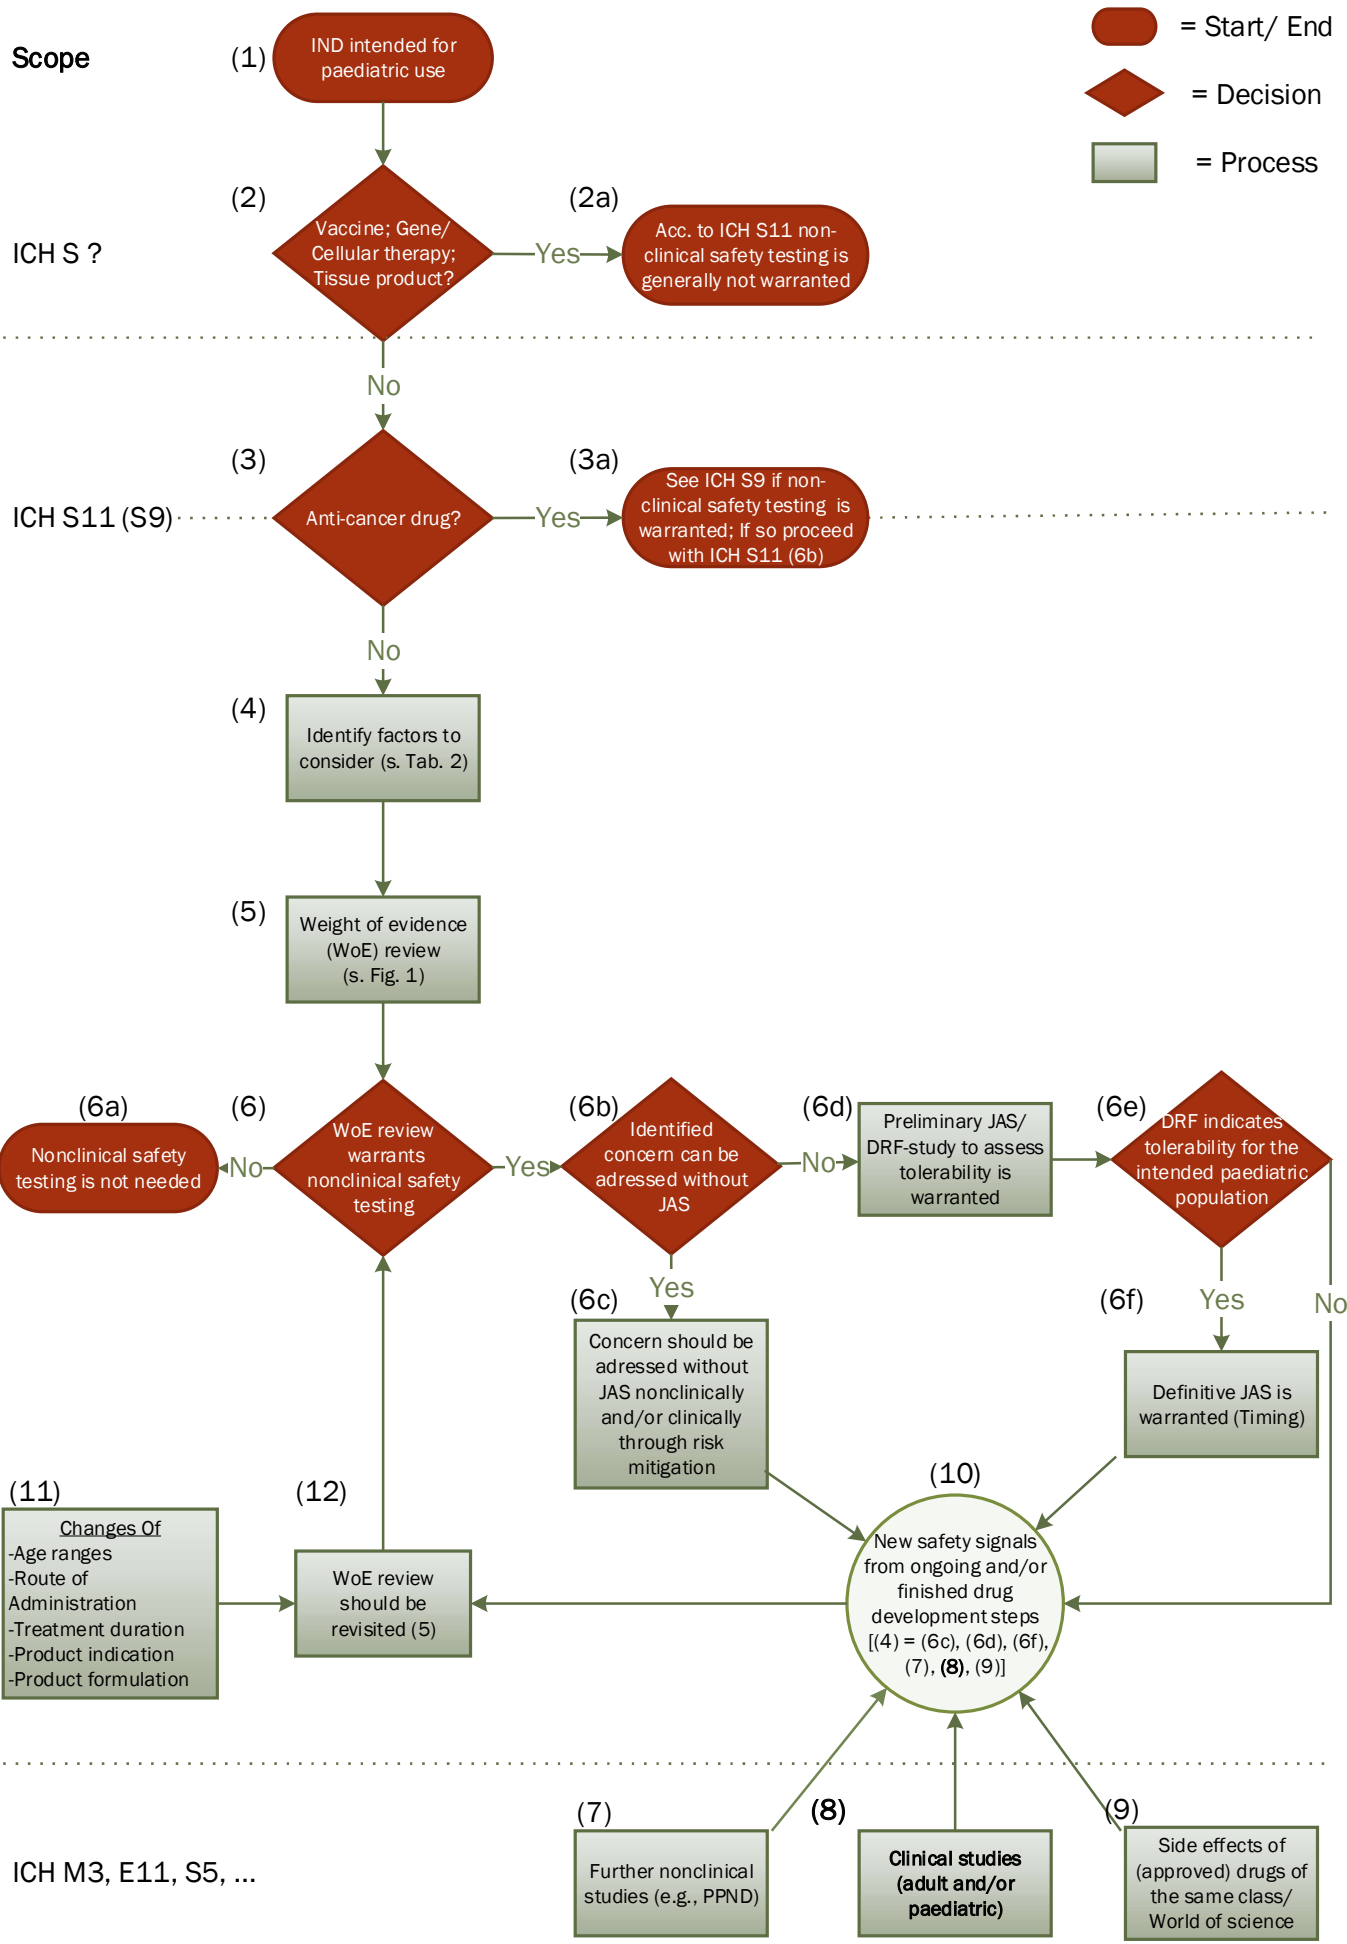 Scope
(1)
IND intended for
paediatric use
= Start/ End
= Decision
= Process
ICH S ?
(2)
Vaccine; Gene/
Cellular therapy;
Tissue product?
Yes
(2a)
Acc. to ICH S11 non-
clinical safety testing is
generally not warranted
No
ICH S11 (S9)
(3)
Anti-cancer drug?
Yes
(3a)
See ICH S9 if non-
clinical safety testing is
warranted; If so proceed
with ICH S11 (6b)
No
(4)
Identify factors to
consider (s. Tab. 2)
(5)
Weight of evidence
(WoE) review
(s. Fig. 1)
(6a)
Nonclinical safety
testing is not needed
No
(6)
WoE review
warrants
nonclinical safety
testing
Yes
(6b)
Identified
concern can be
adressed without
JAS
No
(6d)
Preliminary JAS/
DRF-study to assess
tolerability is
warranted
(6e)
DRF indicates
tolerability for the
intended paediatric
population
Yes
(6c)
Concern should be
adressed without
JAS nonclinically
and/or clinically
through risk
mitigation
Yes
No
(6f)
Definitive JAS is
warranted (Timing)
(10)
New safety signals
from ongoing and/or
finished drug
development steps
[(4) = (6c), (6d), (6f),
(7), (8), (9)]
(11)
Changes Of
-Age ranges
-Route of
Administration
-Treatment duration
-Product indication
-Product formulation
(12)
WoE review
should be
revisited (5)
ICH M3, E11, S5, ...
(7)
Further nonclinical
studies (e.g., PPND)
(8)
Clinical studies
(adult and/or
paediatric)
(9)
Side effects of
(approved) drugs of
the same class/
World of science